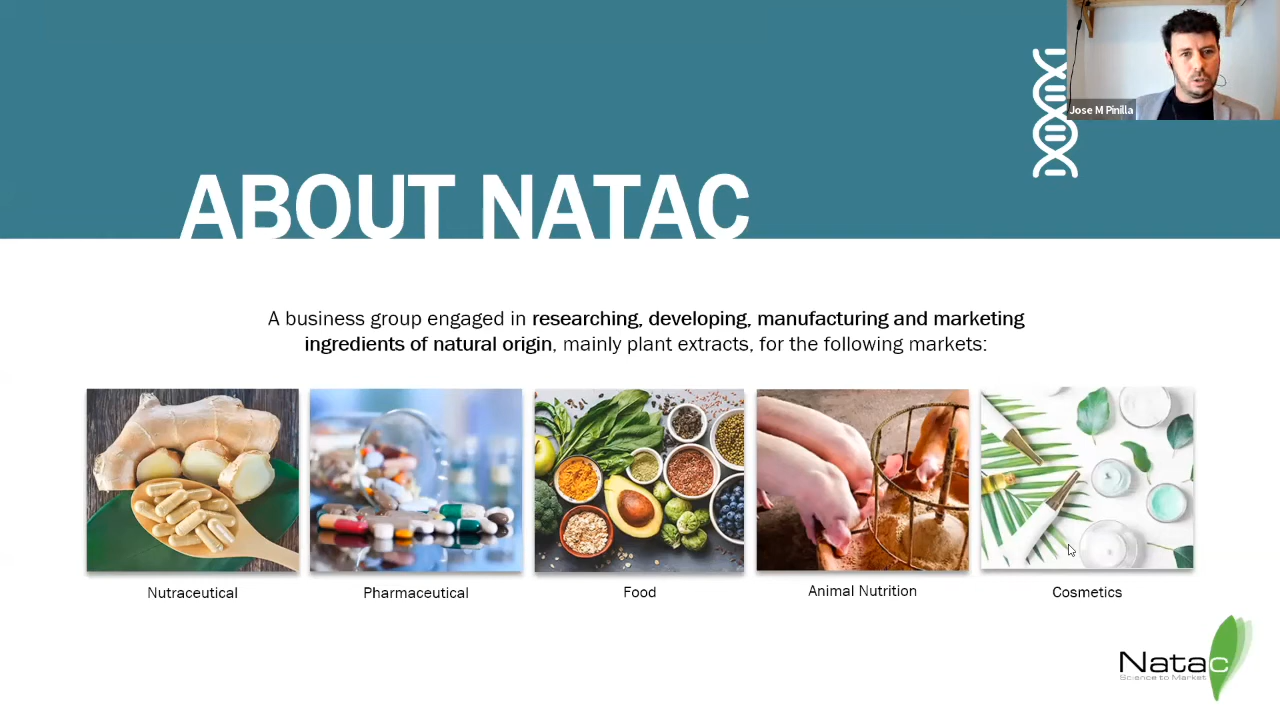 Jose M Pinilla
ABOUT NATAC
A business group engaged in researching, developing, manufacturing and marketing
ingredients of natural origin, mainly plant extracts, for the following markets:
Nutraceutical
Pharmaceutical
Food
Animal Nutrition
Cosmetics
Natac
Science to Market